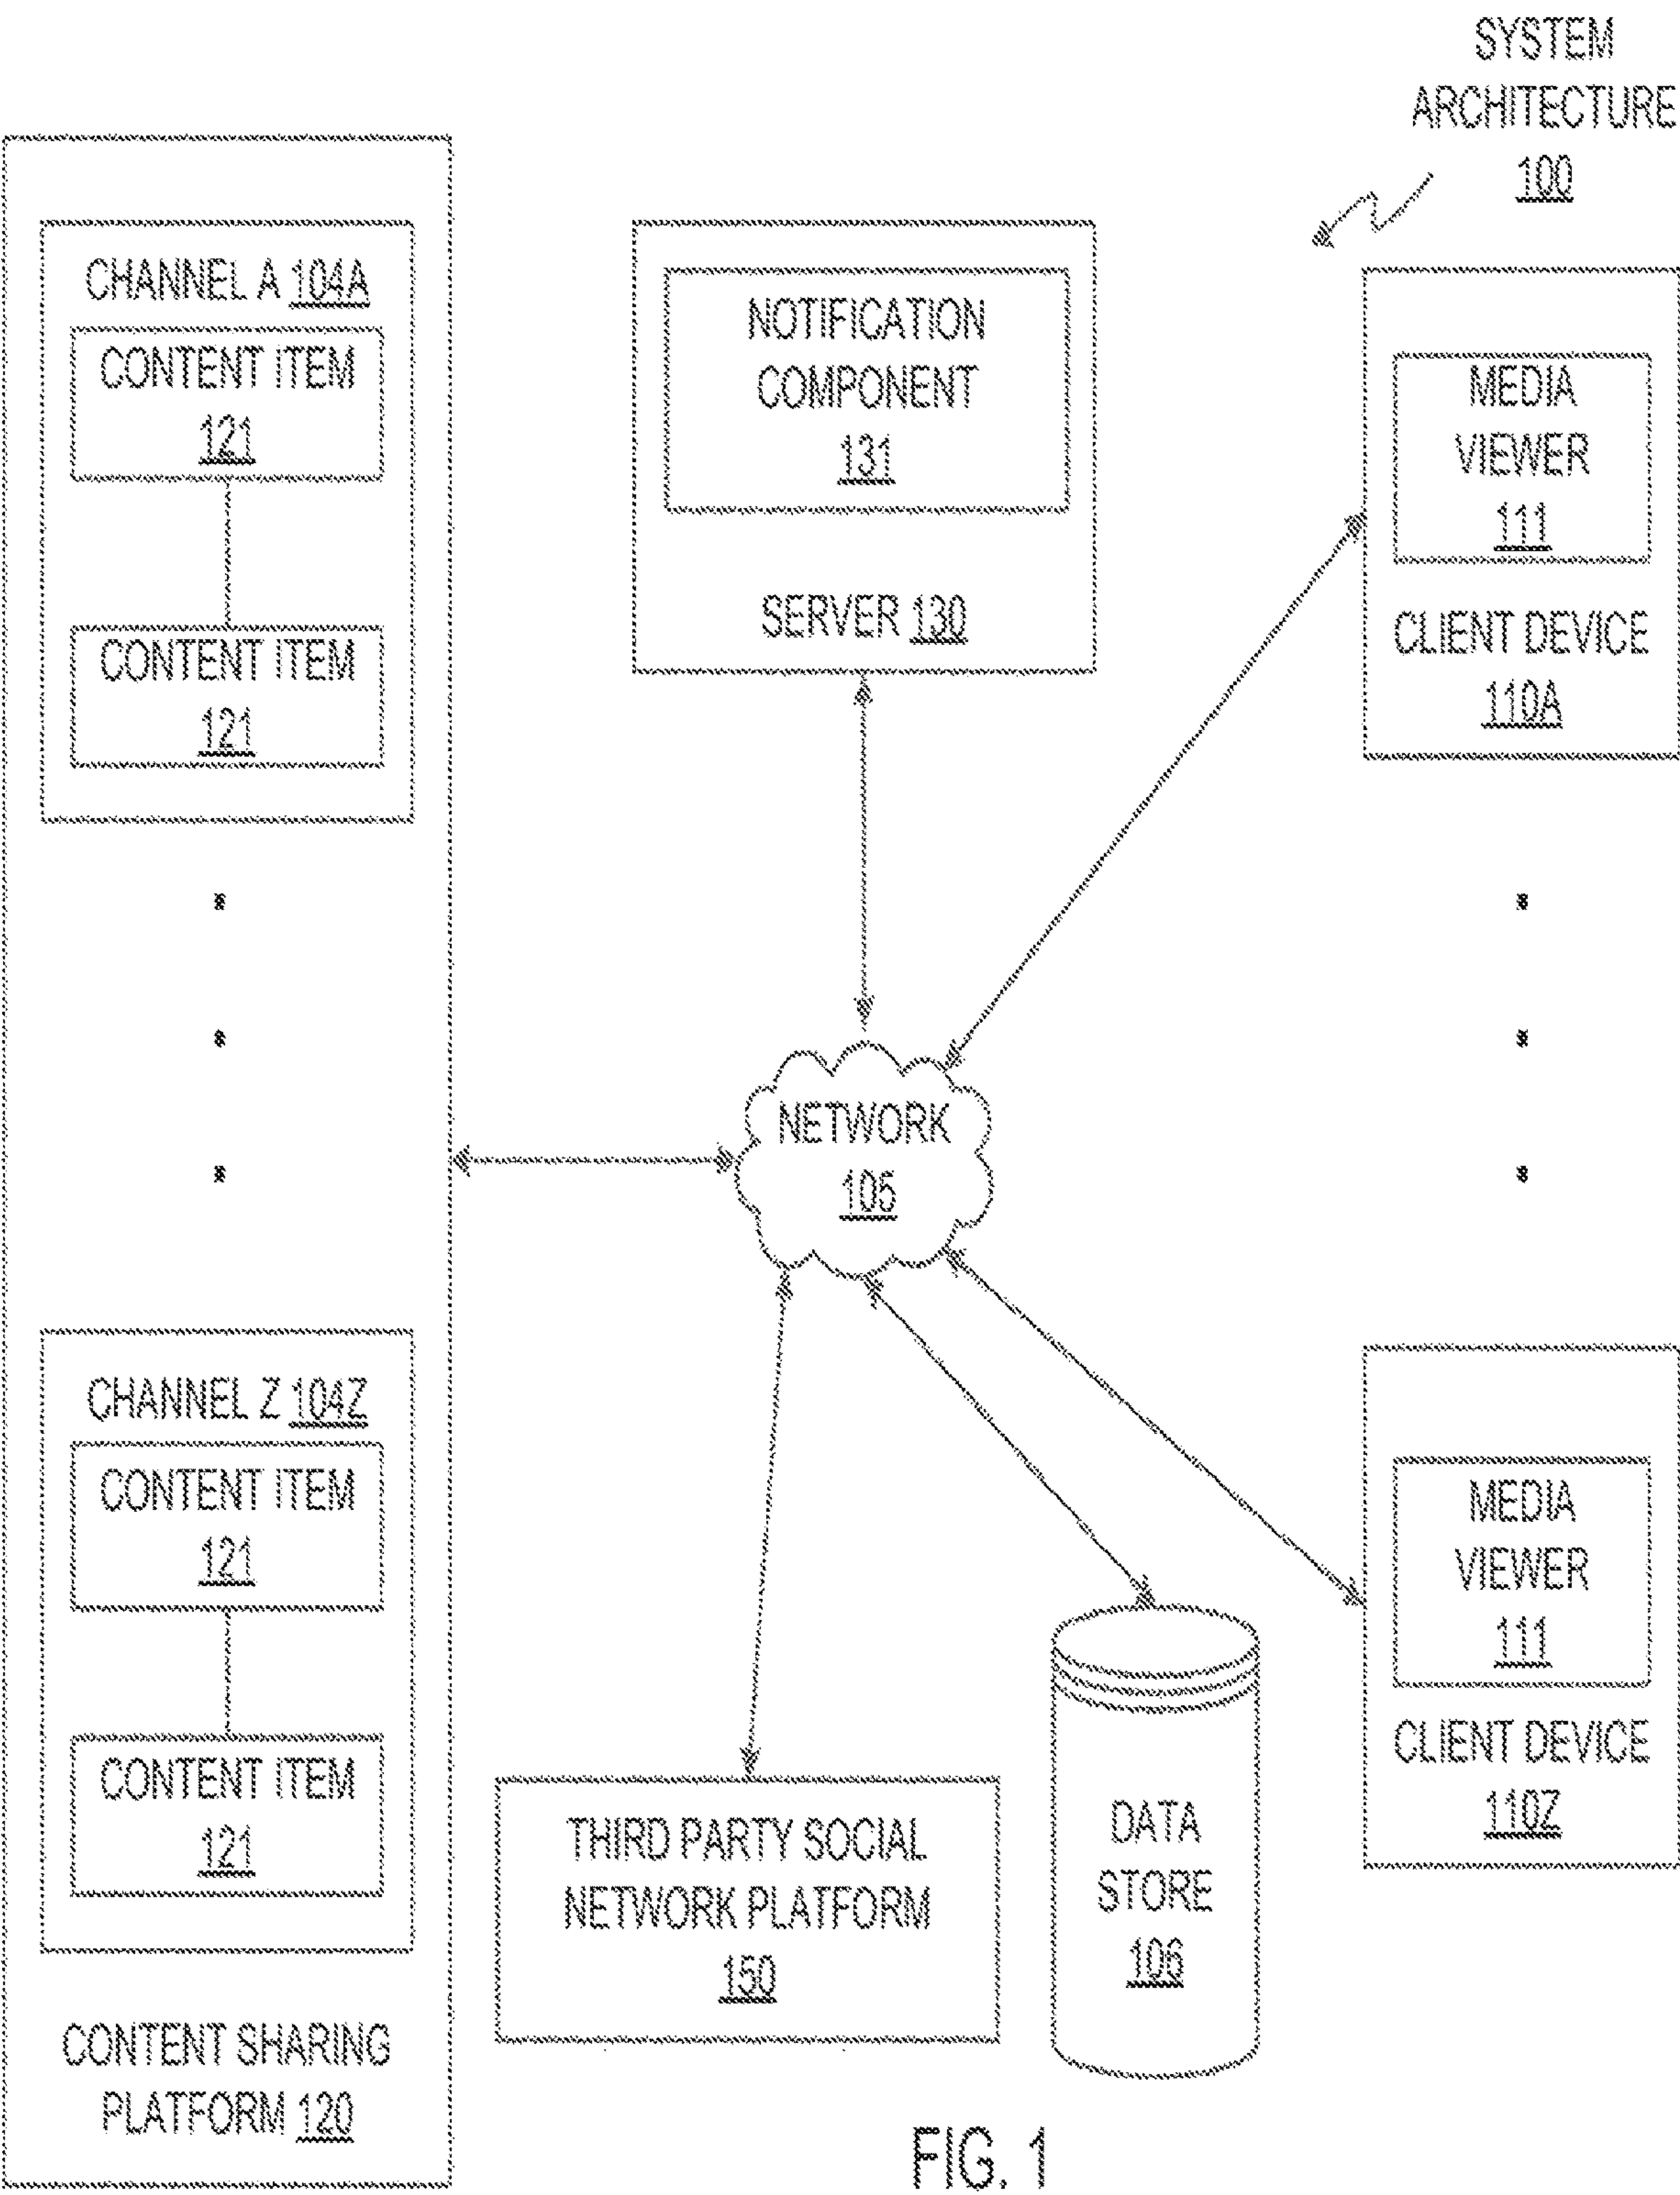 SYSTEM
ARCHITECTURE
100
CHANNEL A 104A
CONTENT ITEM
121
CONTENT ITEM
121
CHANNEL Z 104Z
CONTENT ITEM
121
CONTENT ITEM
121
CONTENT SHARING
PLATFORM 120
NOTIFICATION
COMPONENT
131
SERVER 130
NETWORK
105
THIRD PARTY SOCIAL
NETWORK PLATFORM
150
DATA
STORE
106
MEDIA
VIEWER
111
CLIENT DEVICE
110A
MEDIA
VIEWER
111
CLIENT DEVICE
110Z
FIG. 1